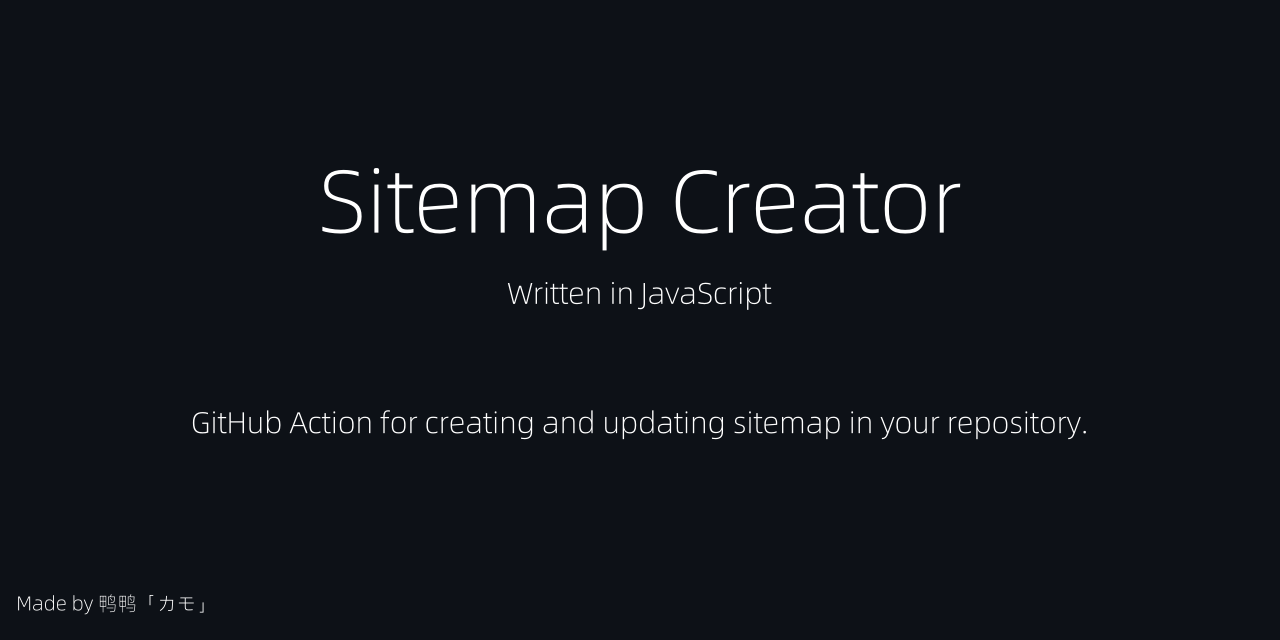 Sitemap Creator
Written in JavaScript
GitHub Action for creating and updating sitemap in your repository.
Made by 鸭鸭「カモ」